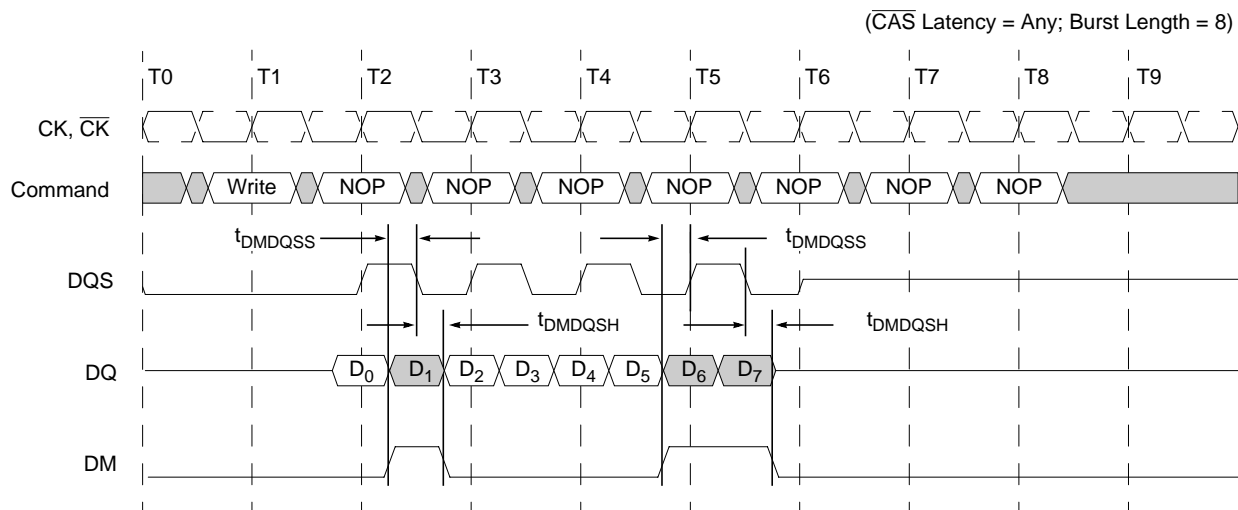 (C̅A̅S̅ Latency = Any; Burst Length = 8)
T0 T1 T2 T3 T4 T5 T6 T7 T8 T9
CK, C̅K̅
Command Write NOP NOP NOP NOP NOP NOP NOP
tDMDQSS tDMDQSS
DQS
tDMDQSH tDMDQSH
DQ D0 D1 D2 D3 D4 D5 D6 D7
DM